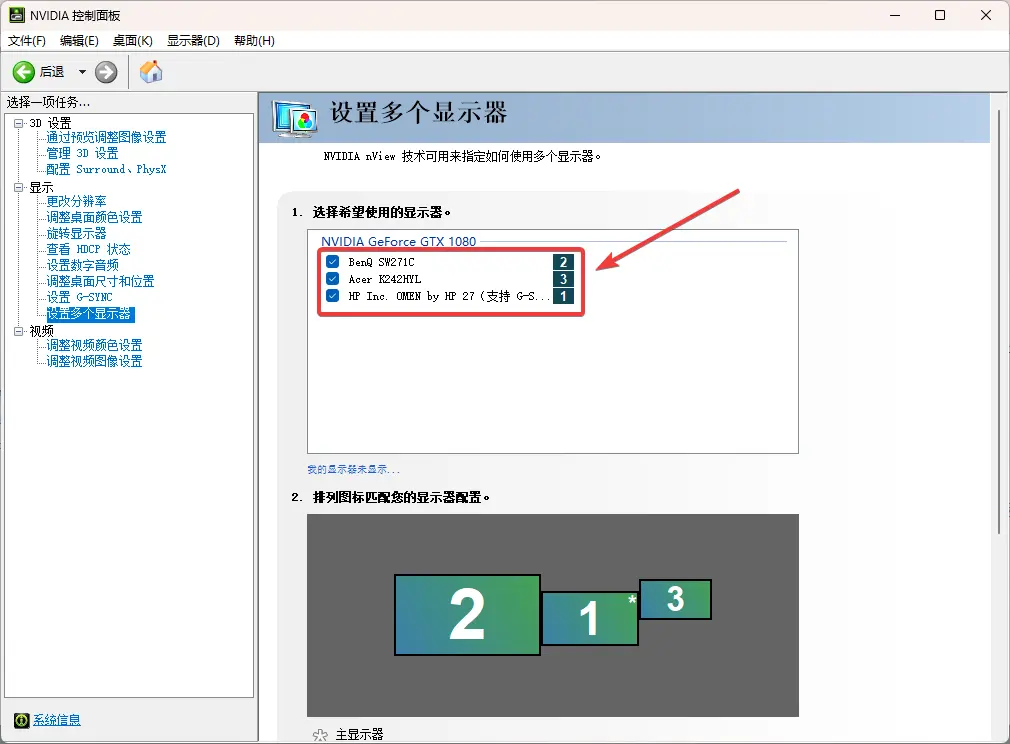 NVIDIA 控制面板
文件(F) 编辑(E) 桌面(K) 显示器(D) 帮助(H)
后退
选择一项任务...
3D 设置
通过预览调整图像设置
管理 3D 设置
配置 Surround、PhysX
显示
更改分辨率
调整桌面颜色设置
旋转显示器
查看 HDCP 状态
设置数字音频
调整桌面尺寸和位置
设置 G-SYNC
设置多个显示器
视频
调整视频颜色设置
调整视频图像设置
系统信息
设置多个显示器
NVIDIA nView 技术可用来指定如何使用多个显示器。
1. 选择希望使用的显示器。
NVIDIA GeForce GTX 1080
BenQ SW271C 2
Acer K242HYL 3
HP Inc. OMEN by HP 27 (支持 G-S... 1
我的显示器未显示...
2. 排列图标匹配您的显示器配置。
2 1 * 3
主显示器